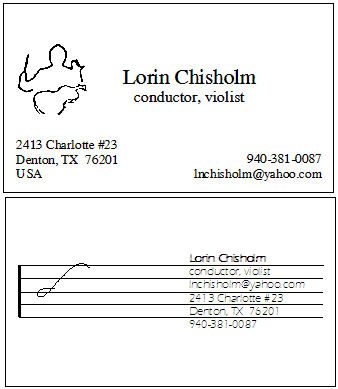 Lorin Chisholm
conductor, violist
2413 Charlotte #23
Denton, TX  76201
USA
940-381-0087
lnchisholm@yahoo.com
Lorin Chisholm
conductor, violist
lnchisholm@yahoo.com
2413 Charlotte #23
Denton, TX  76201
940-381-0087